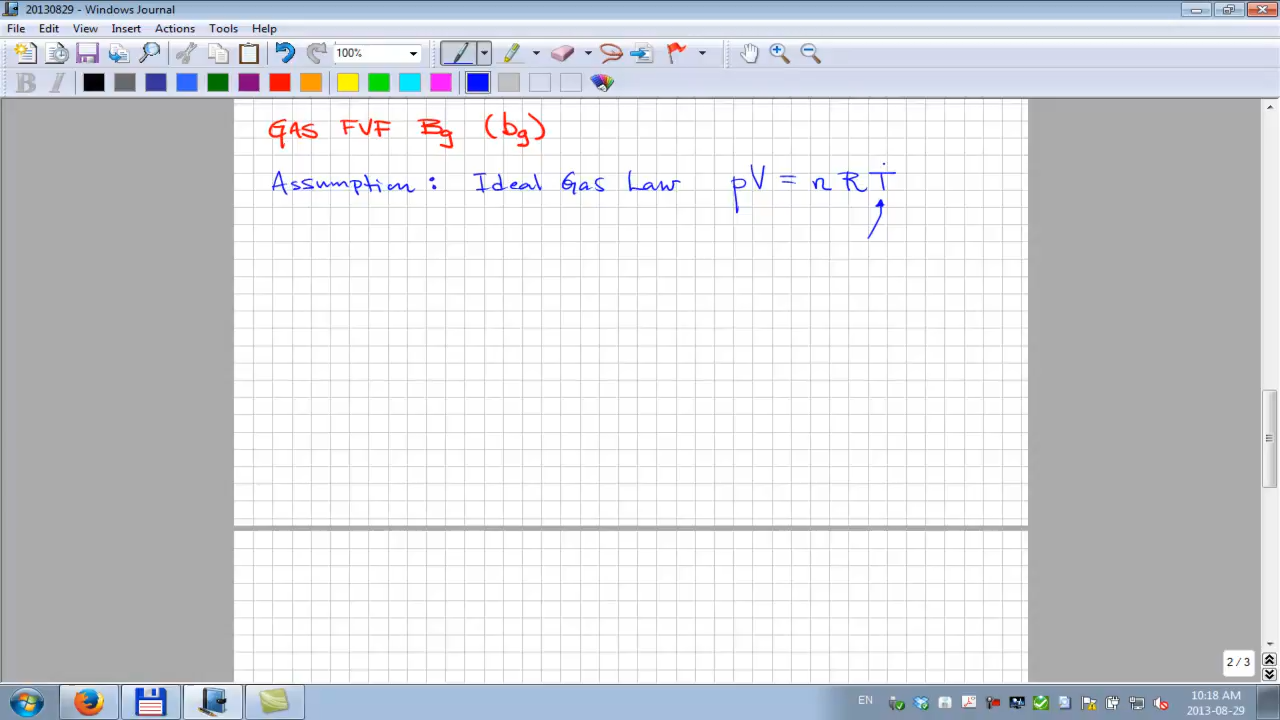 20130829 - Windows Journal
File Edit View Insert Actions Tools Help
100%
B I
GAS FVF Bg (bg)
Assumption: Ideal Gas Law pV = nRT
2 / 3
EN
10:18 AM
2013-08-29